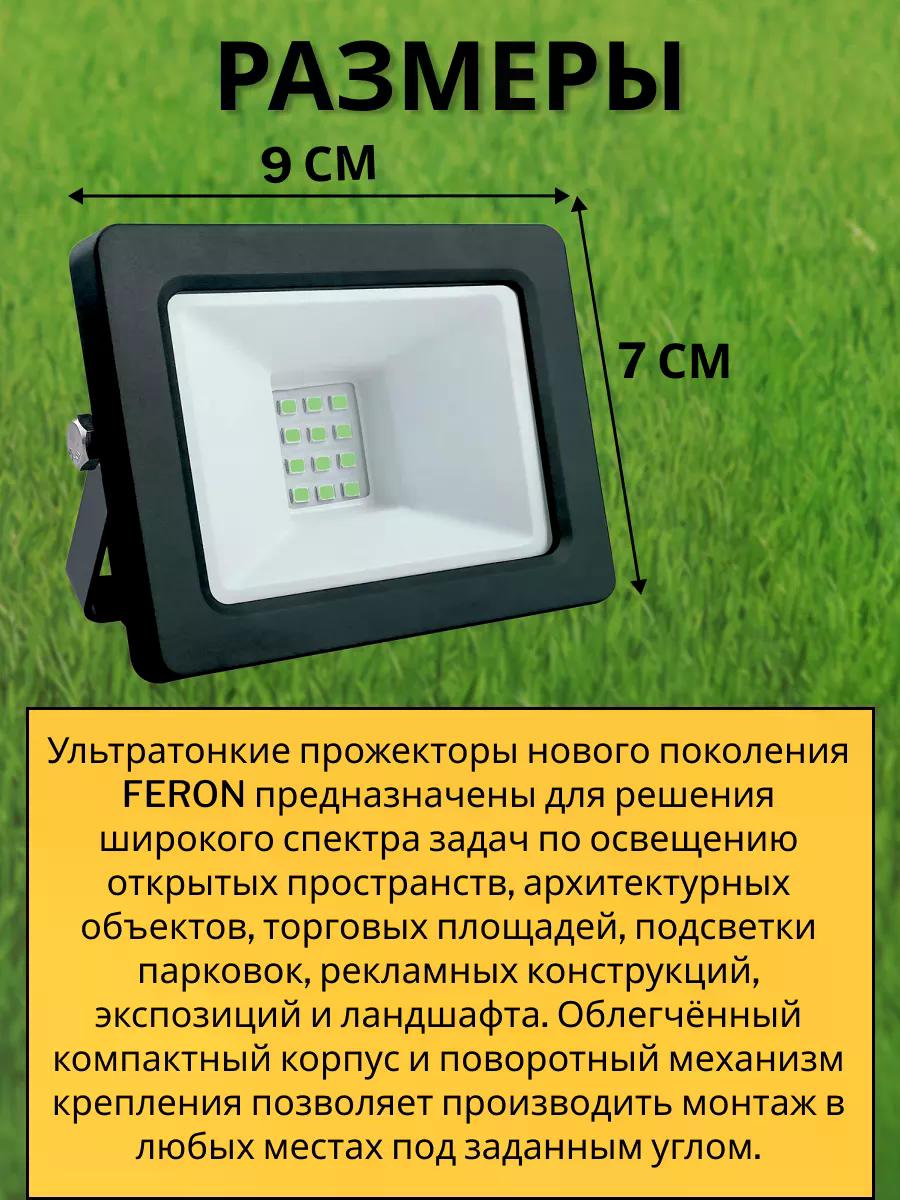 РАЗМЕРЫ
9 СМ
7 СМ
Ультратонкие прожекторы нового поколения
FERON предназначены для решения
широкого спектра задач по освещению
открытых пространств, архитектурных
объектов, торговых площадей, подсветки
парковок, рекламных конструкций,
экспозиций и ландшафта. Облегчённый
компактный корпус и поворотный механизм
крепления позволяет производить монтаж в
любых местах под заданным углом.